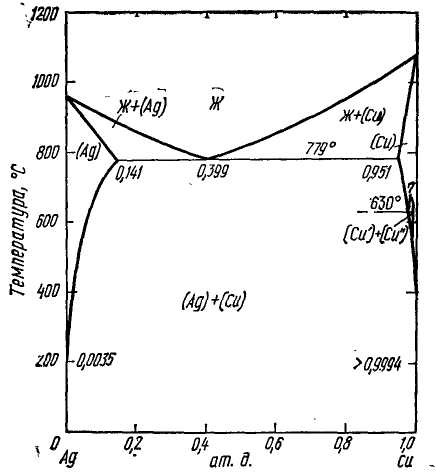 1200
1000
800
600
400
200
0
Температура, °С
Ж+(Ag)
Ж
Ж+(Cu)
(Ag)
(Cu)
779°
0,141
0,399
0,951
?
630°
(Cu')+(Cu")
(Ag)+(Cu)
0,0035
>0,9994
0,2
0,4
0,6
0,8
1,0
Ag
ат. д.
Cu